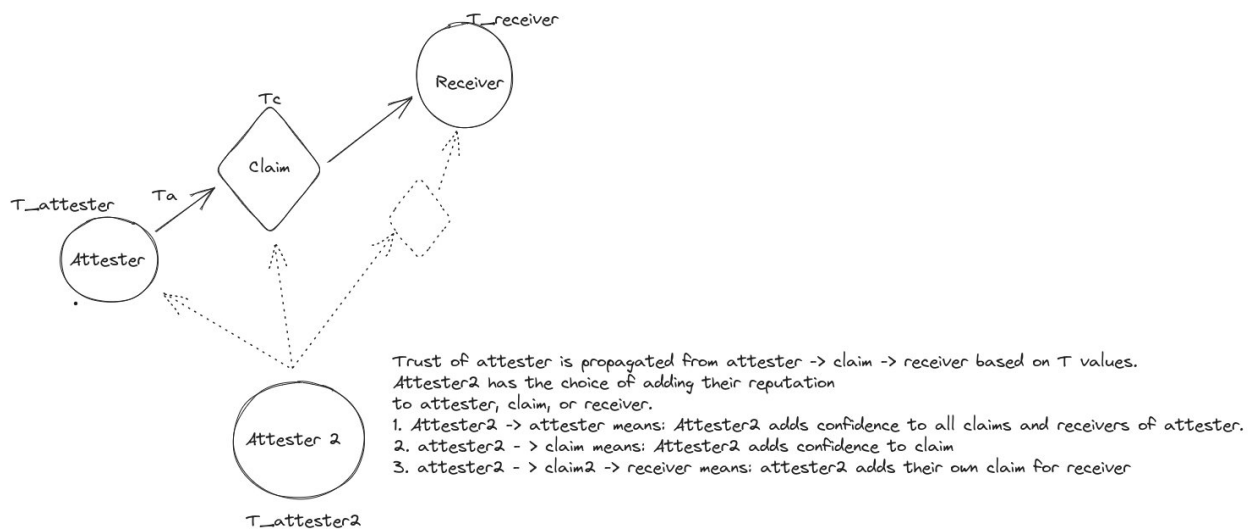 T_receiver
Receiver
Tc
Claim
Ta
T_attester
Attester
Attester 2
T_attester2
Trust of attester is propagated from attester -> claim -> receiver based on T values.
Attester2 has the choice of adding their reputation
to attester, claim, or receiver.
1. Attester2 -> attester means: Attester2 adds confidence to all claims and receivers of attester.
2. attester2 - > claim means: Attester2 adds confidence to claim
3. attester2 - > claim2 -> receiver means: attester2 adds their own claim for receiver